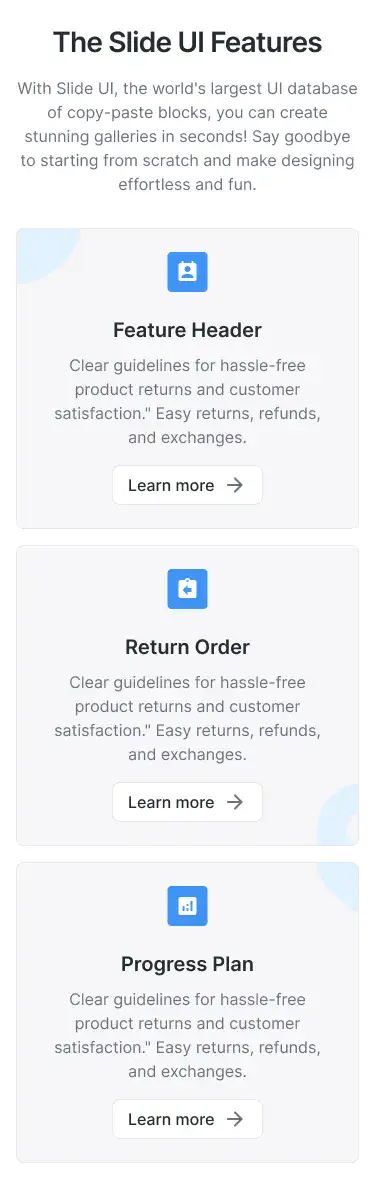 The Slide UI Features
With Slide UI, the world's largest UI database
of copy-paste blocks, you can create
stunning galleries in seconds! Say goodbye
to starting from scratch and make designing
effortless and fun.
Feature Header
Clear guidelines for hassle-free
product returns and customer
satisfaction." Easy returns, refunds,
and exchanges.
Learn more
Return Order
Clear guidelines for hassle-free
product returns and customer
satisfaction." Easy returns, refunds,
and exchanges.
Learn more
Progress Plan
Clear guidelines for hassle-free
product returns and customer
satisfaction." Easy returns, refunds,
and exchanges.
Learn more